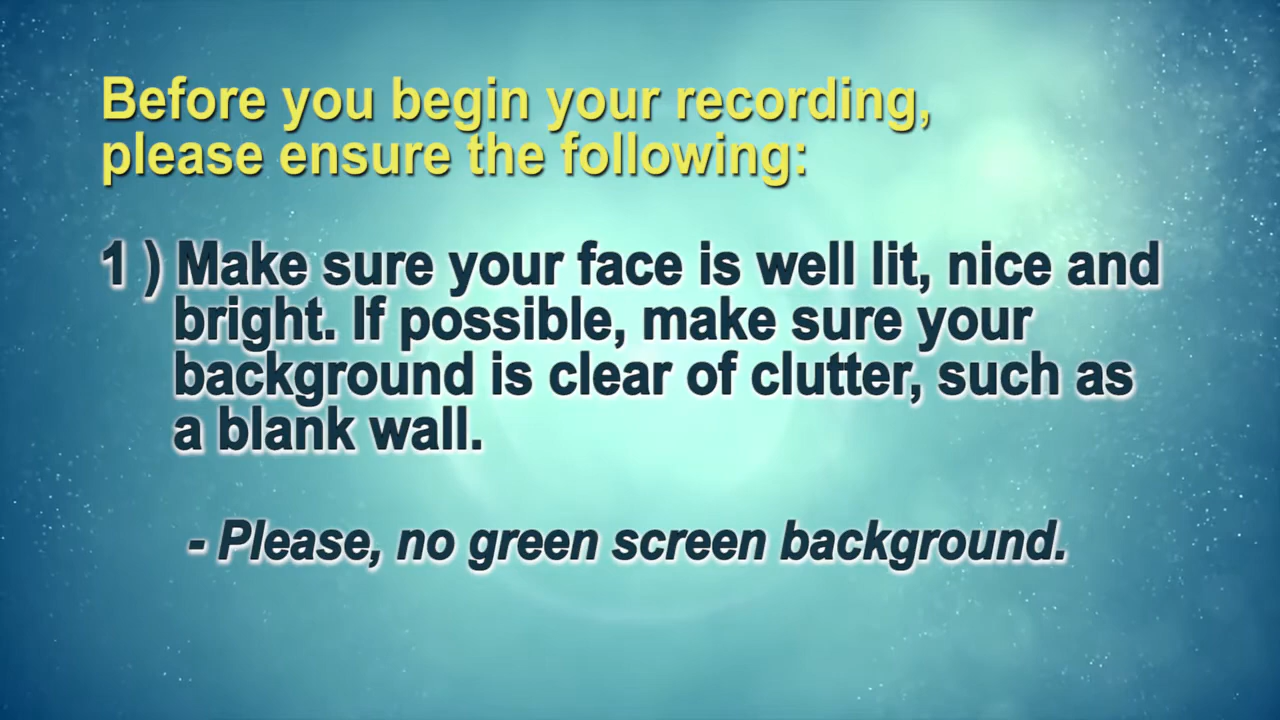 Before you begin your recording,
please ensure the following:
1 ) Make sure your face is well lit, nice and
bright. If possible, make sure your
background is clear of clutter, such as
a blank wall.
- Please, no green screen background.